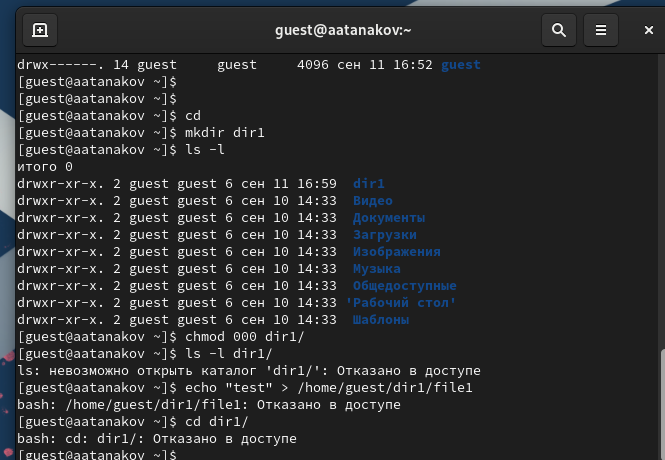 guest@aatanakov:~
drwx------. 14 guest     guest     4096 сен 11 16:52 guest
[guest@aatanakov ~]$
[guest@aatanakov ~]$
[guest@aatanakov ~]$ cd
[guest@aatanakov ~]$ mkdir dir1
[guest@aatanakov ~]$ ls -l
итого 0
drwxr-xr-x. 2 guest guest 6 сен 11 16:59  dir1
drwxr-xr-x. 2 guest guest 6 сен 10 14:33  Видео
drwxr-xr-x. 2 guest guest 6 сен 10 14:33  Документы
drwxr-xr-x. 2 guest guest 6 сен 10 14:33  Загрузки
drwxr-xr-x. 2 guest guest 6 сен 10 14:33  Изображения
drwxr-xr-x. 2 guest guest 6 сен 10 14:33  Музыка
drwxr-xr-x. 2 guest guest 6 сен 10 14:33  Общедоступные
drwxr-xr-x. 2 guest guest 6 сен 10 14:33 'Рабочий стол'
drwxr-xr-x. 2 guest guest 6 сен 10 14:33  Шаблоны
[guest@aatanakov ~]$ chmod 000 dir1/
[guest@aatanakov ~]$ ls -l dir1/
ls: невозможно открыть каталог 'dir1/': Отказано в доступе
[guest@aatanakov ~]$ echo "test" > /home/guest/dir1/file1
bash: /home/guest/dir1/file1: Отказано в доступе
[guest@aatanakov ~]$ cd dir1/
bash: cd: dir1/: Отказано в доступе
[guest@aatanakov ~]$